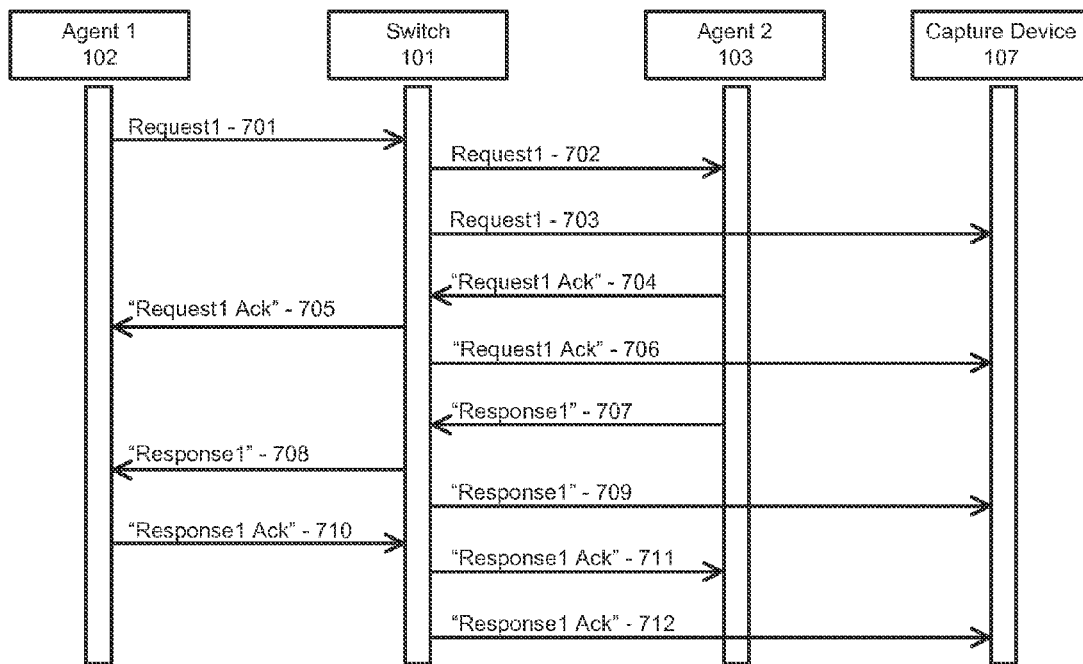 Agent 1
102
Switch
101
Agent 2
103
Capture Device
107
Request1 - 701
Request1 - 702
Request1 - 703
“Request1 Ack” - 704
“Request1 Ack” - 705
“Request1 Ack” - 706
“Response1” - 707
“Response1” - 708
“Response1” - 709
“Response1 Ack” - 710
“Response1 Ack” - 711
“Response1 Ack” - 712